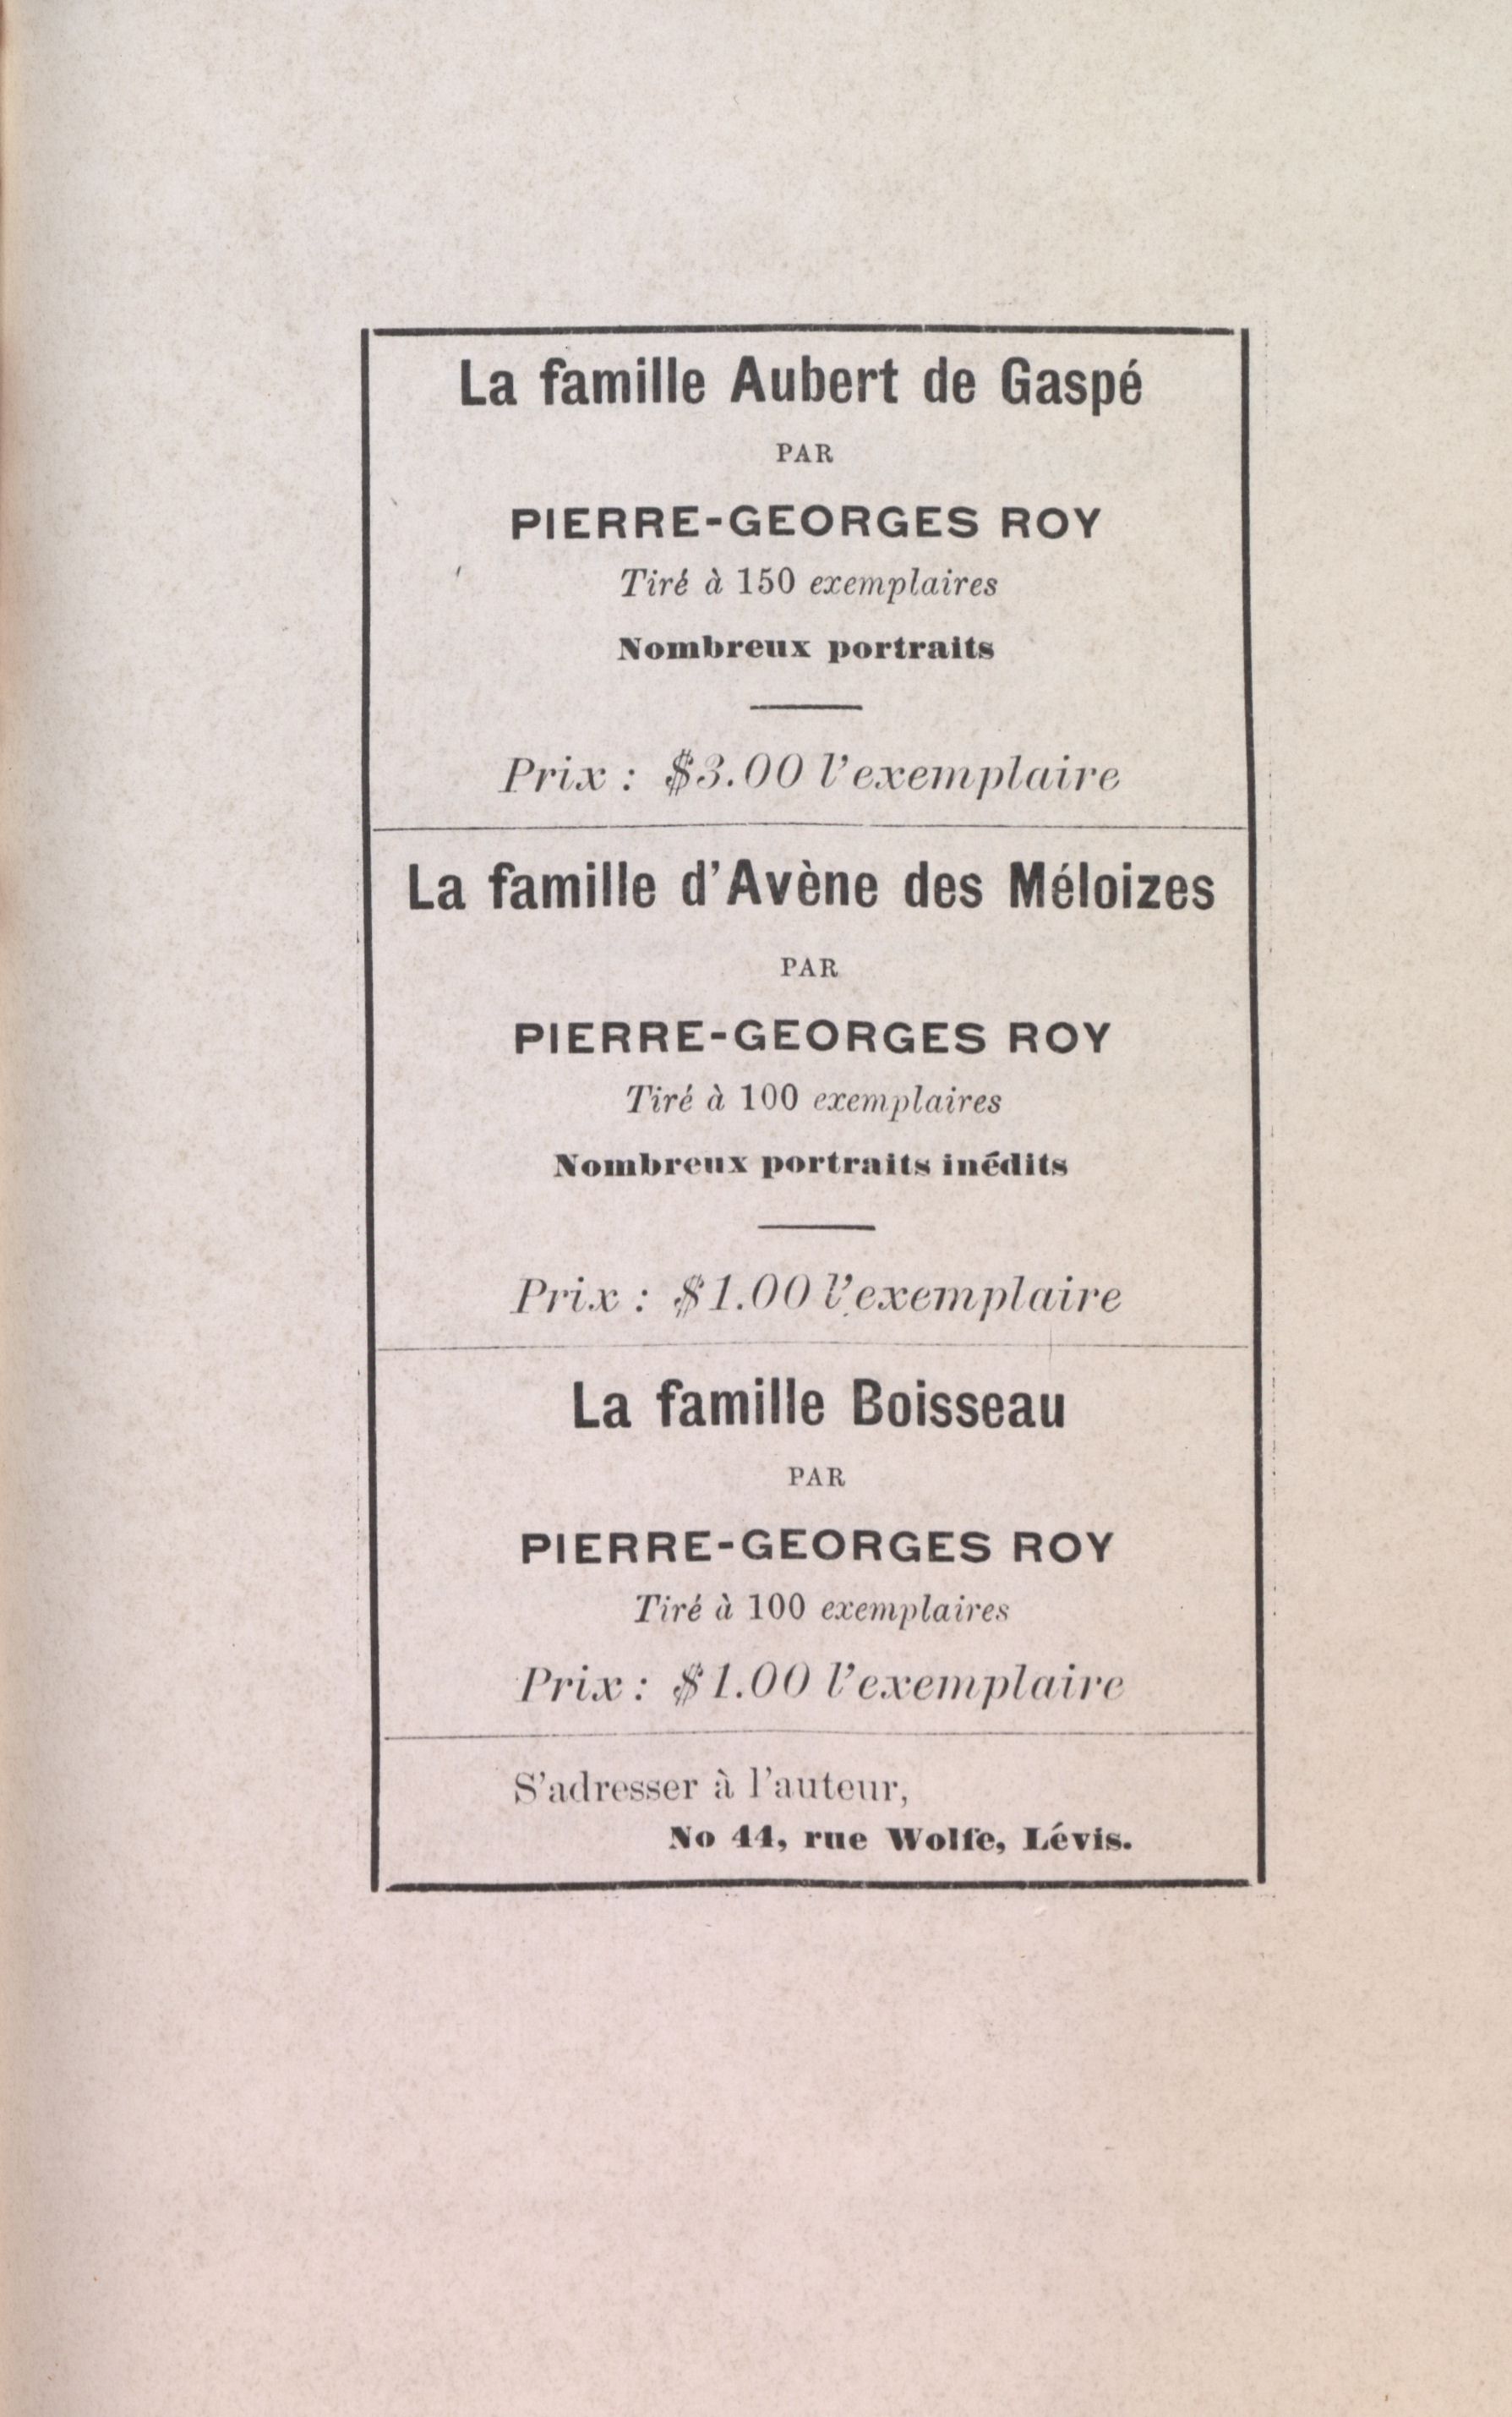 La famille Aubert de Gaspé
PAR
PIERRE-GEORGES ROY
Tiré à 150 exemplaires
Nombreux portraits
Prix : $3.00 l'exemplaire
La famille d'Avène des Méloizes
PAR
PIERRE-GEORGES ROY
Tiré à 100 exemplaires
Nombreux portraits inédits
Prix : $1.00 l'exemplaire
La famille Boisseau
PAR
PIERRE-GEORGES ROY
Tiré à 100 exemplaires
Prix : $1.00 l'exemplaire
S'adresser à l'auteur,
No 44, rue Wolfe, Lévis.